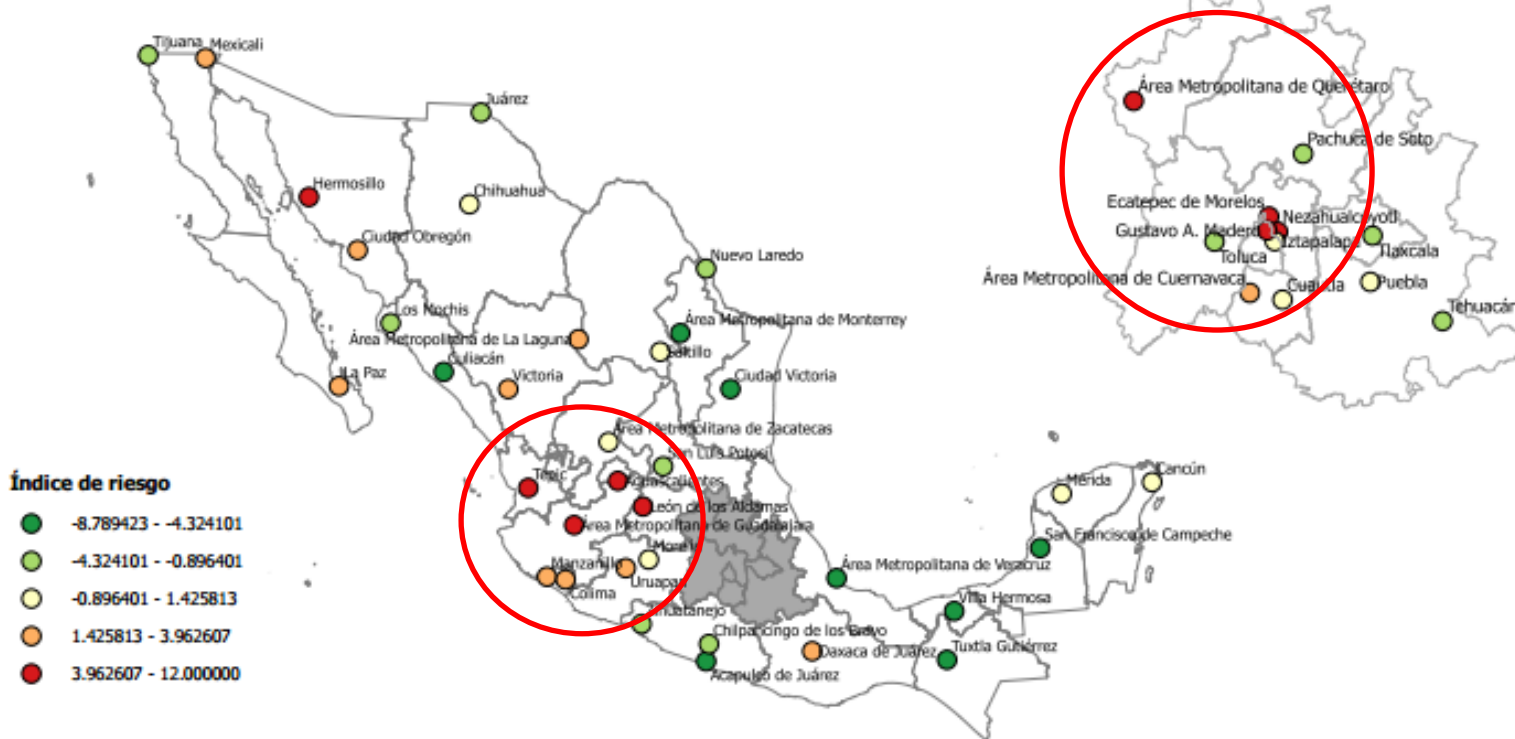 Tijuana
Mexicali
Juárez
Hermosillo
Chihuahua
Ciudad Obregón
Nuevo Laredo
Los Mochis
Área Metropolitana de Monterrey
Área Metropolitana de La Laguna
Saltillo
Culiacán
La Paz
Victoria
Ciudad Victoria
Área Metropolitana de Zacatecas
San Luis Potosí
Tepic
Aguascalientes
León de los Aldamas
Área Metropolitana de Guadalajara
Morelia
Manzanillo
Uruapan
Colima
Zihuatanejo
Chilpancingo de los Bravo
Acapulco de Juárez
Oaxaca de Juárez
Área Metropolitana de Veracruz
Villa Hermosa
Tuxtla Gutiérrez
San Francisco de Campeche
Mérida
Cancún
Área Metropolitana de Querétaro
Pachuca de Soto
Ecatepec de Morelos
Nezahualcóyotl
Gustavo A. Madero
Iztapalapa
Toluca
Tlaxcala
Área Metropolitana de Cuernavaca
Cuautla
Puebla
Tehuacán
Índice de riesgo
-8.789423 - -4.324101
-4.324101 - -0.896401
-0.896401 - 1.425813
1.425813 - 3.962607
3.962607 - 12.000000